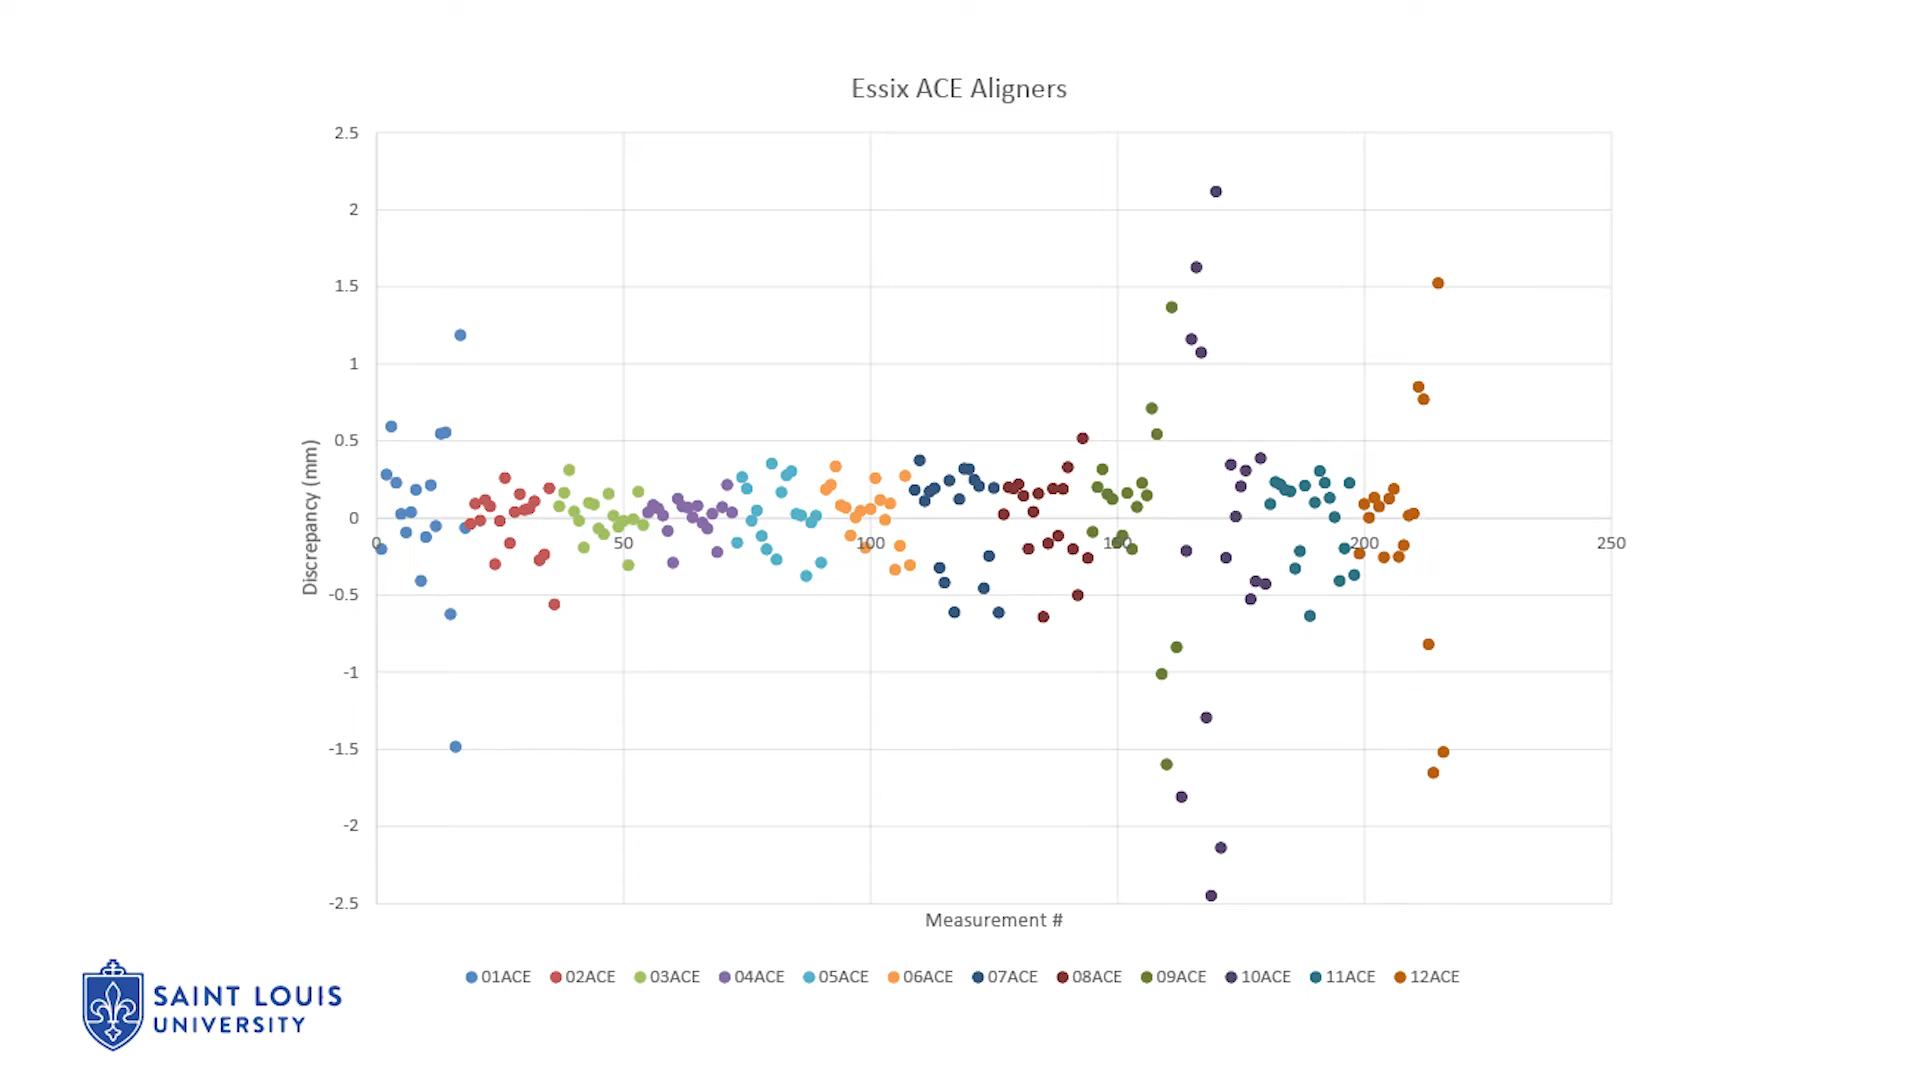 Essix ACE Aligners
2.5
2
1.5
1
0.5
0
-0.5
-1
-1.5
-2
-2.5
Discrepancy (mm)
0 50 100 150 200 250
Measurement #
01ACE 02ACE 03ACE 04ACE 05ACE 06ACE 07ACE 08ACE 09ACE 10ACE 11ACE 12ACE
SAINT LOUIS
UNIVERSITY